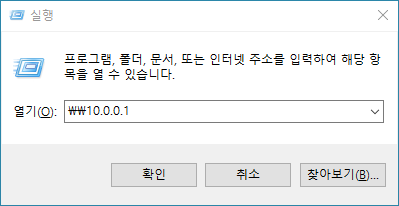 실행
프로그램, 폴더, 문서, 또는 인터넷 주소를 입력하여 해당 항
목을 열 수 있습니다.
열기(O): ₩₩10.0.0.1
확인 취소 찾아보기(B)...